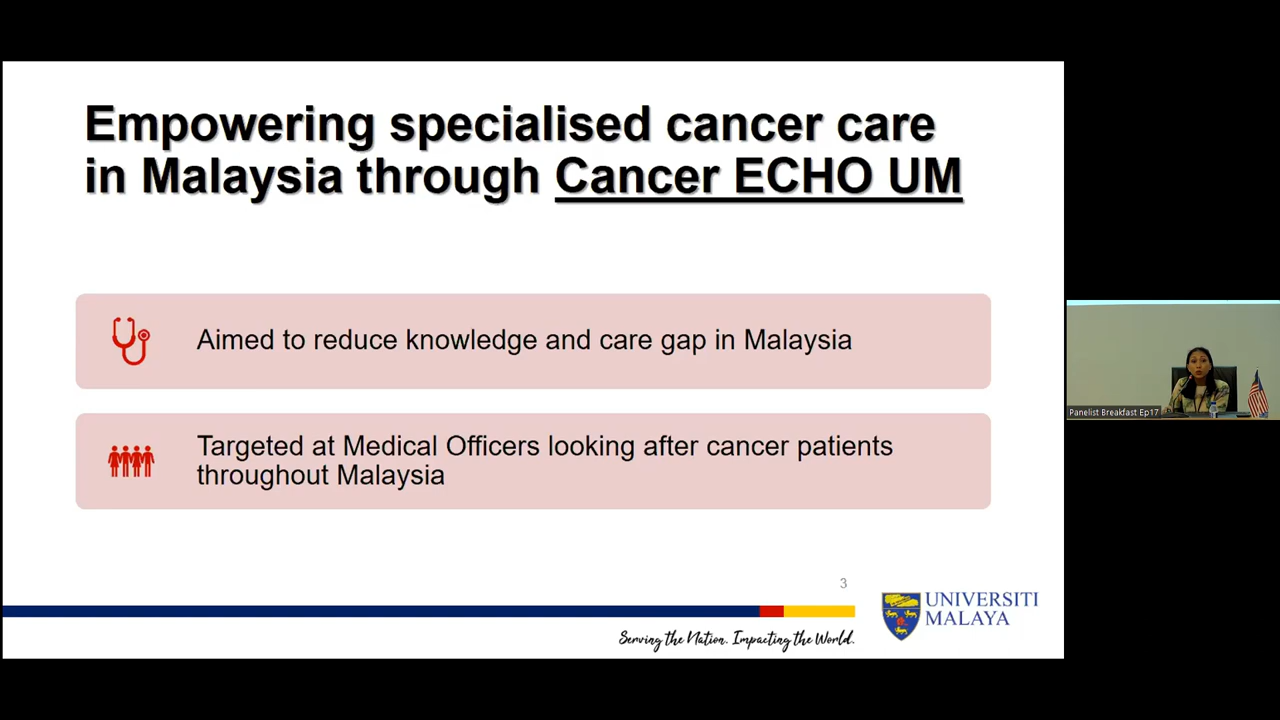 Empowering specialised cancer care
in Malaysia through Cancer ECHO UM
Aimed to reduce knowledge and care gap in Malaysia
Targeted at Medical Officers looking after cancer patients
throughout Malaysia
3
Serving the Nation. Impacting the World.
UNIVERSITI
MALAYA
Panelist Breakfast Ep17